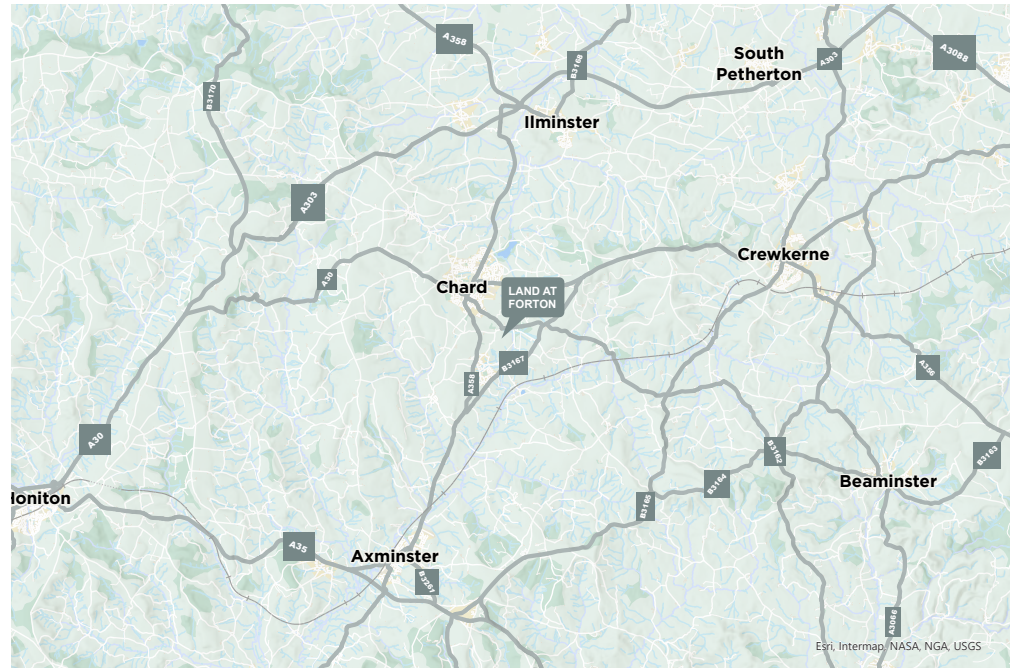 A358
B3168
South
Petherton
A303
A3088
B3170
Ilminster
A303
A30
Chard
LAND AT
FORTON
Crewkerne
B3167
A358
A356
A30
B3162
B3163
B3164
B3165
Beaminster
Honiton
A35
Axminster
B3261
A3066
Esri, Intermap, NASA, NGA, USGS